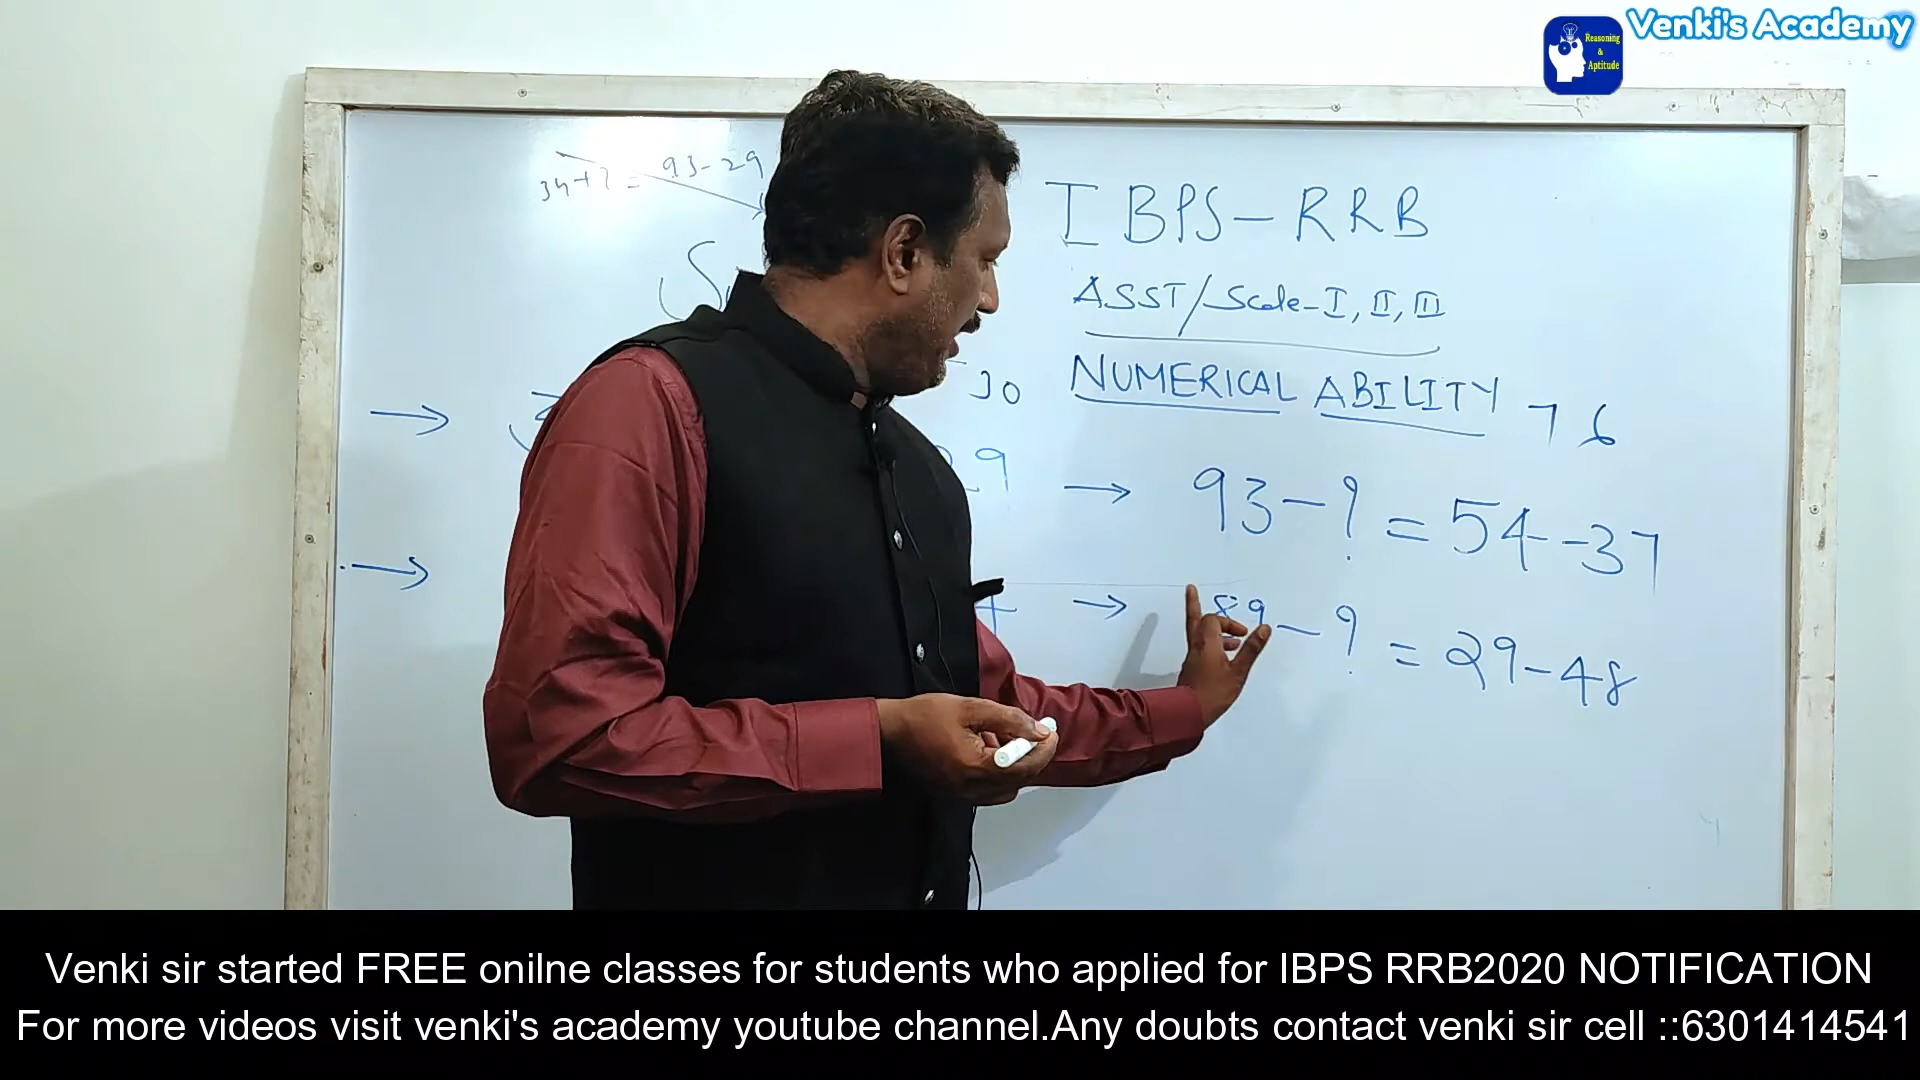 Venki's Academy
Reasoning
&
Aptitude
34+? = 93-29
IBPS-RRB
ASST/Scale-I, II, III
30
NUMERICAL ABILITY
76
→
29 → 93-? = 54-37
→
4 → 89-? = 29-48
Venki sir started FREE onilne classes for students who applied for IBPS RRB2020 NOTIFICATION
For more videos visit venki's academy youtube channel.Any doubts contact venki sir cell ::6301414541